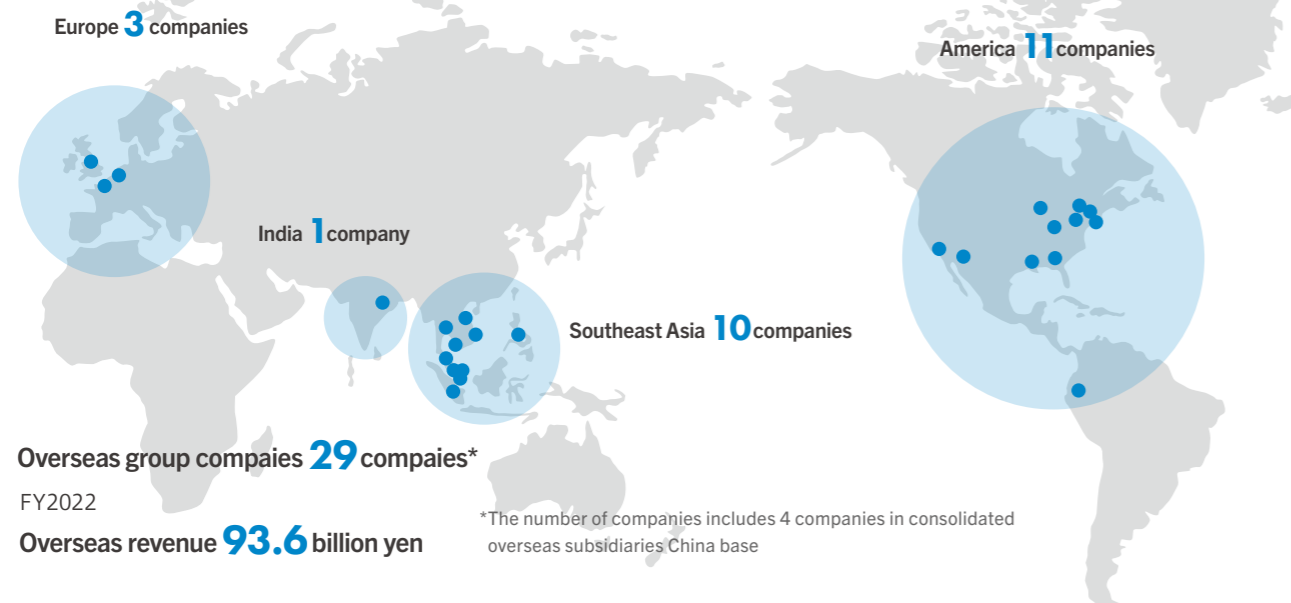 Europe 3 companies
America 11 companies
India 1 company
Southeast Asia 10 companies
Overseas group compaies 29 compaies*
FY2022
Overseas revenue 93.6 billion yen
*The number of companies includes 4 companies in consolidated
overseas subsidiaries China base